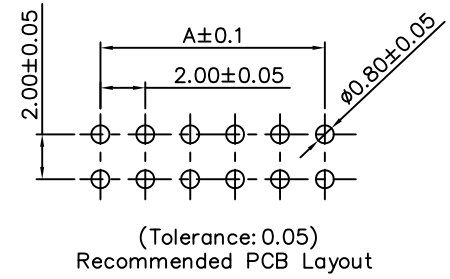 A±0.1
2.00±0.05
2.00±0.05
ø0.80±0.05
(Tolerance: 0.05)
Recommended PCB Layout